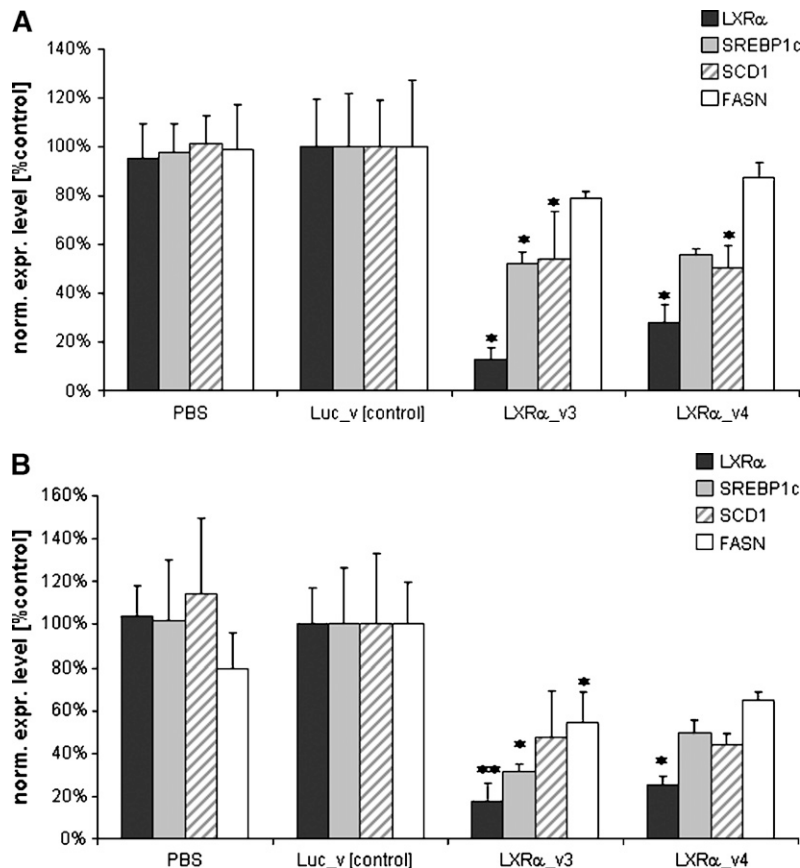 A
LXRα
SREBP1c
SCD1
FASN
norm. expr. level [%control]
140%
120%
100%
80%
60%
40%
20%
0%
PBS
Luc_v [control]
LXRα_v3
LXRα_v4
B
LXRα
SREBP1c
SCD1
FASN
norm. expr. level [%control]
160%
140%
120%
100%
80%
60%
40%
20%
0%
PBS
Luc_v [control]
LXRα_v3
LXRα_v4